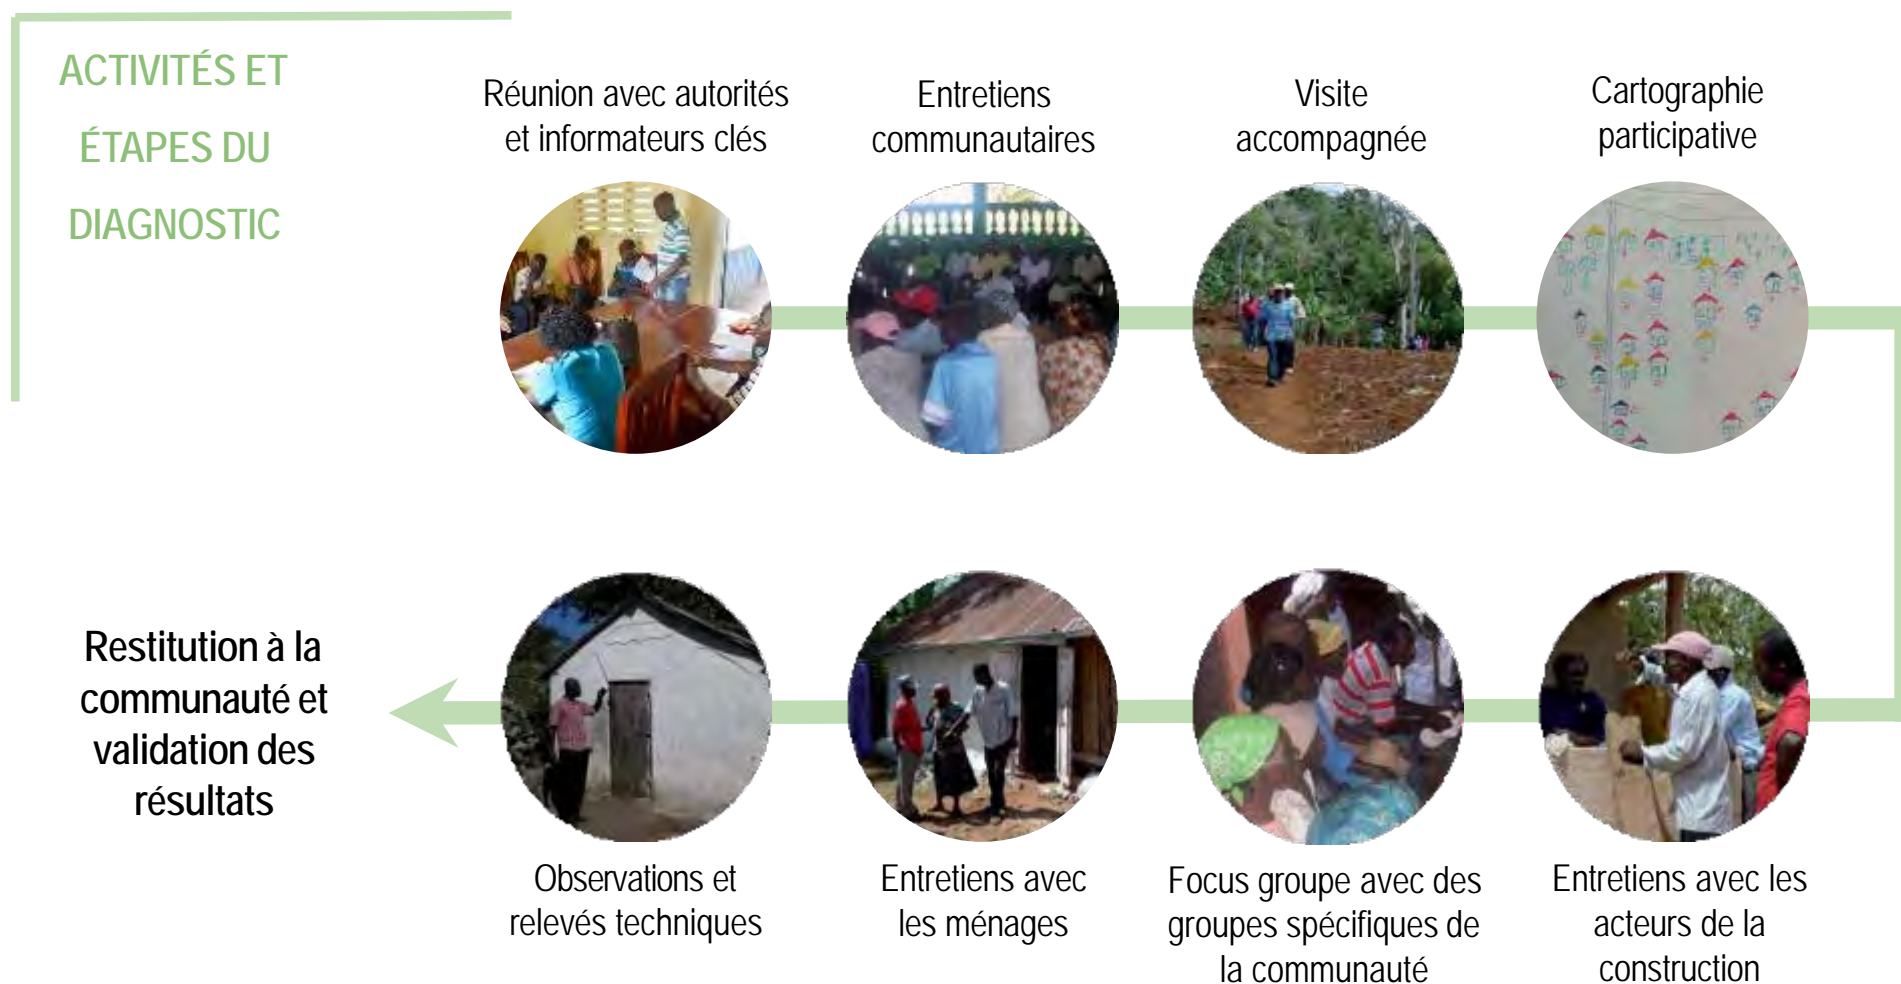 ACTIVITÉS ET
ÉTAPES DU
DIAGNOSTIC
Réunion avec autorités
et informateurs clés
Entretiens
communautaires
Visite
accompagnée
Cartographie
participative
Entretiens avec les
acteurs de la
construction
Focus groupe avec des
groupes spécifiques de
la communauté
Entretiens avec
les ménages
Observations et
relevés techniques
Restitution à la
communauté et
validation des
résultats